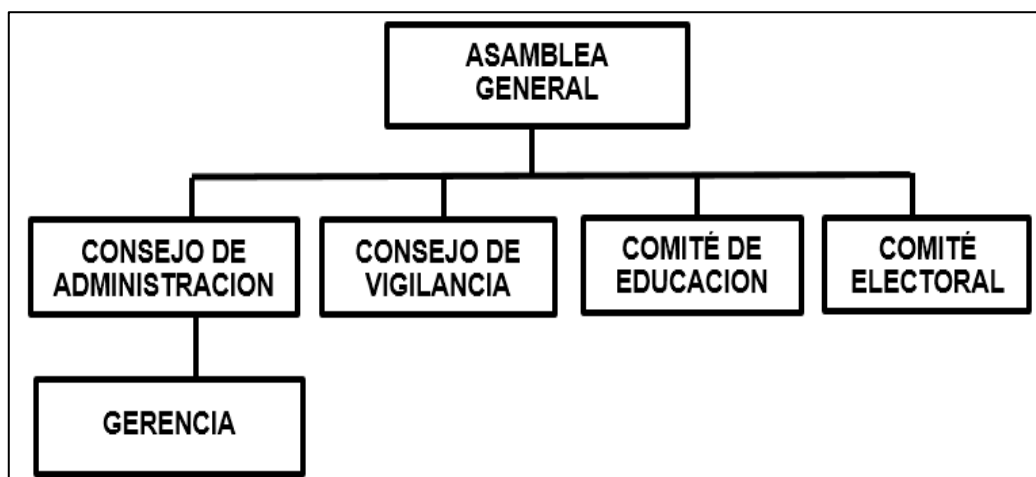 ASAMBLEA
GENERAL
CONSEJO DE
ADMINISTRACION
CONSEJO DE
VIGILANCIA
COMITÉ DE
EDUCACION
COMITÉ
ELECTORAL
GERENCIA